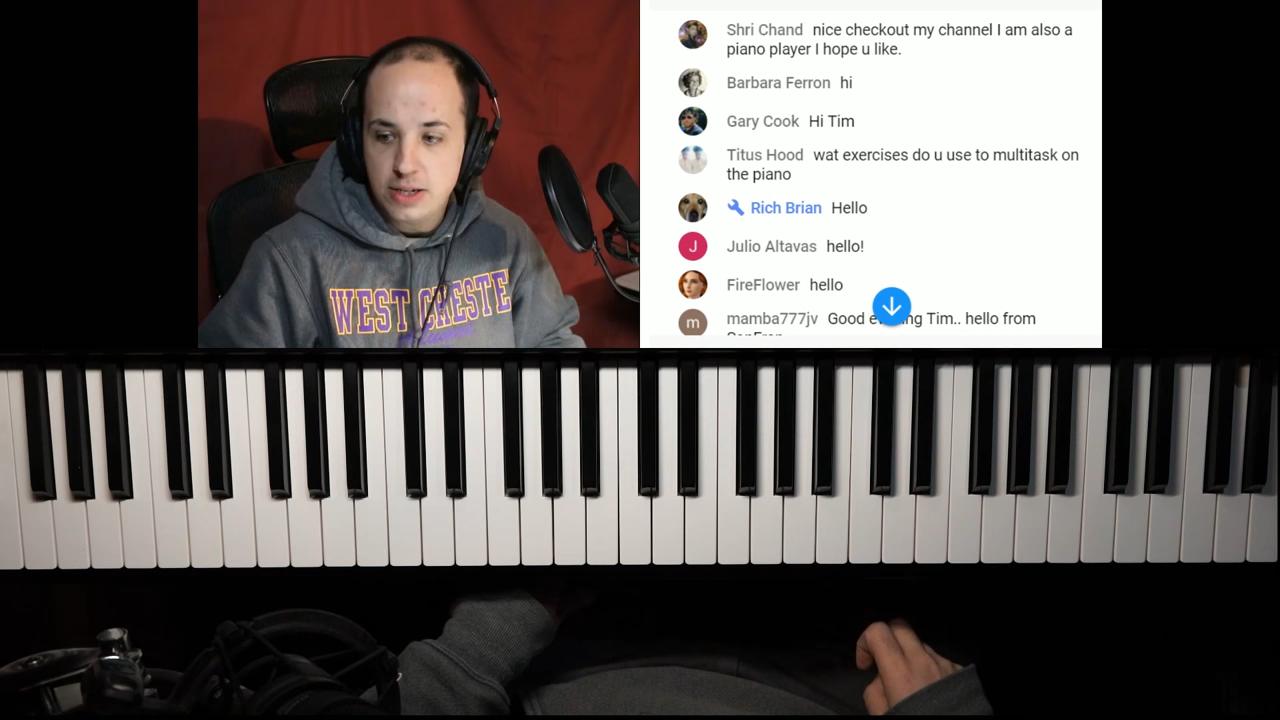 Shri Chand nice checkout my channel I am also a
piano player I hope u like.
Barbara Ferron hi
Gary Cook Hi Tim
Titus Hood wat exercises do u use to multitask on
the piano
Rich Brian Hello
J Julio Altavas hello!
FireFlower hello
m mamba777jv Good Tim.. hello from
WEST